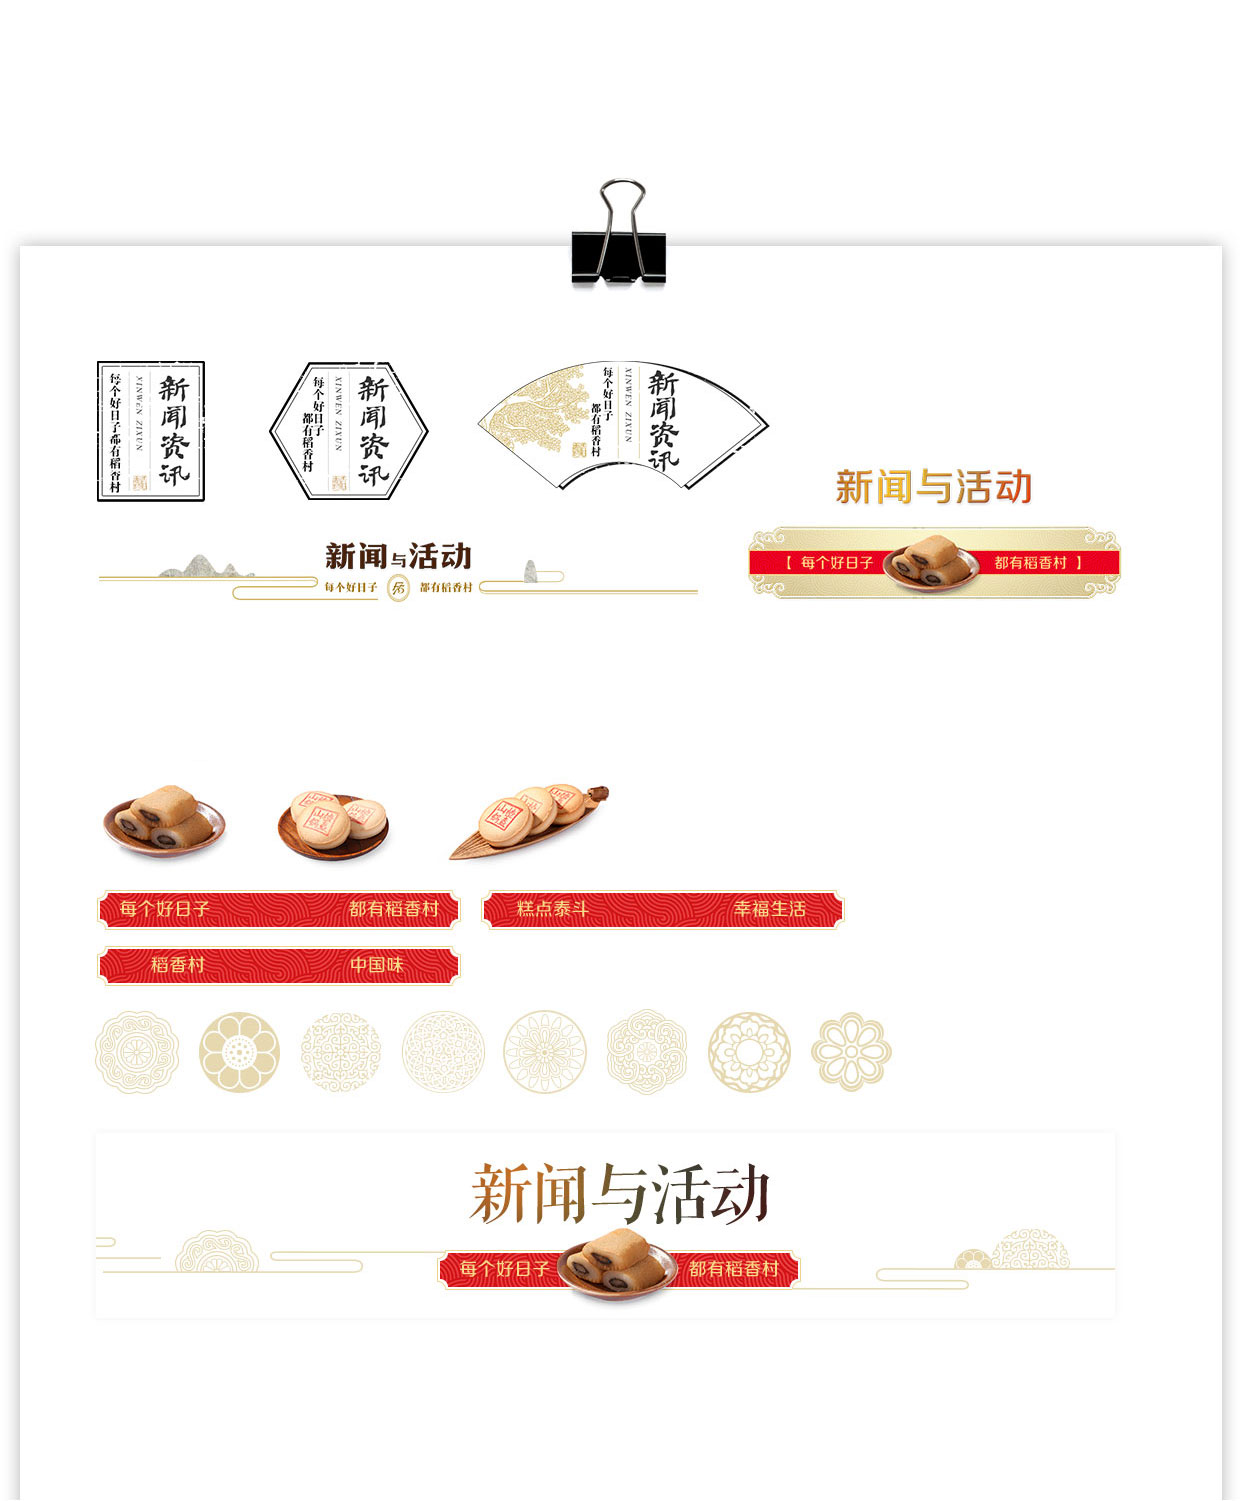 新闻资讯
XINWEN ZIXUN
每个好日子都有稻香村
新闻资讯
XINWEN ZIXUN
每个好日子
都有稻香村
新闻资讯
XINWEN ZIXUN
每个好日子
都有稻香村
新闻与活动
【 每个好日子 都有稻香村 】
新闻与活动
每个好日子 都有稻香村
每个好日子 都有稻香村
糕点泰斗 幸福生活
稻香村 中国味
新闻与活动
每个好日子 都有稻香村